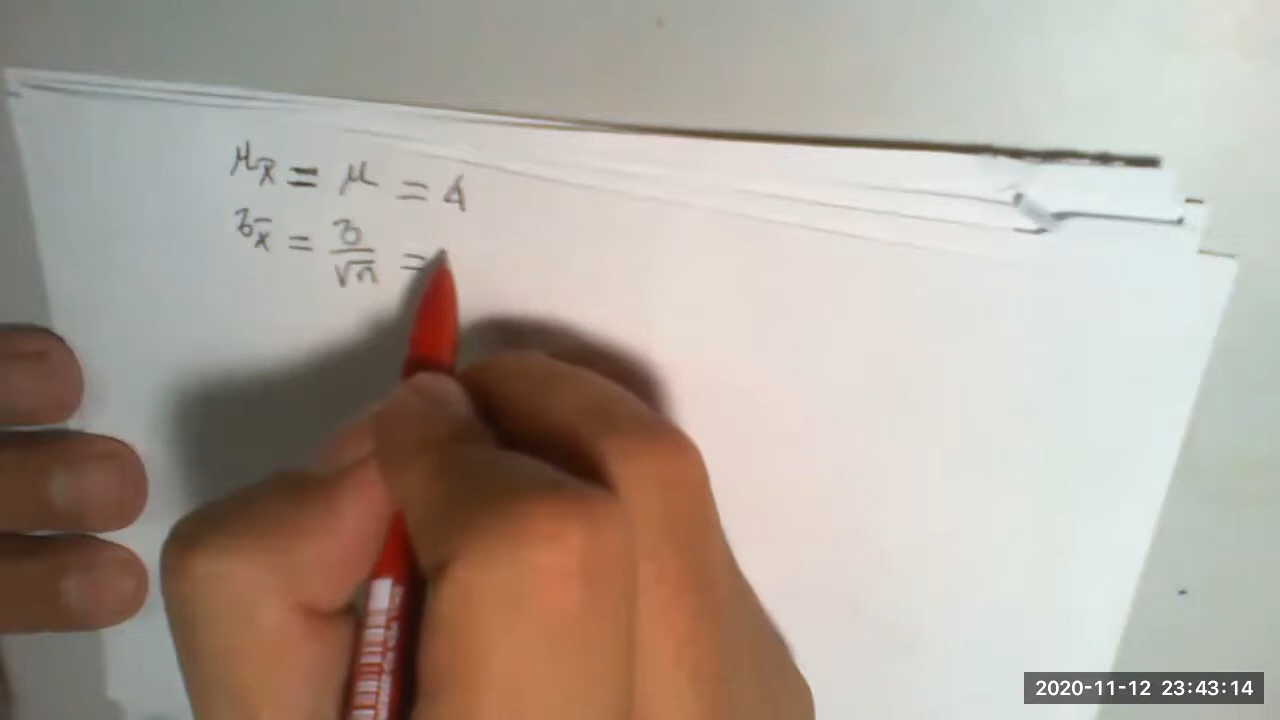 μx̄ = μ = 4
σx̄ = σ/√n =
2020-11-12 23:43:14